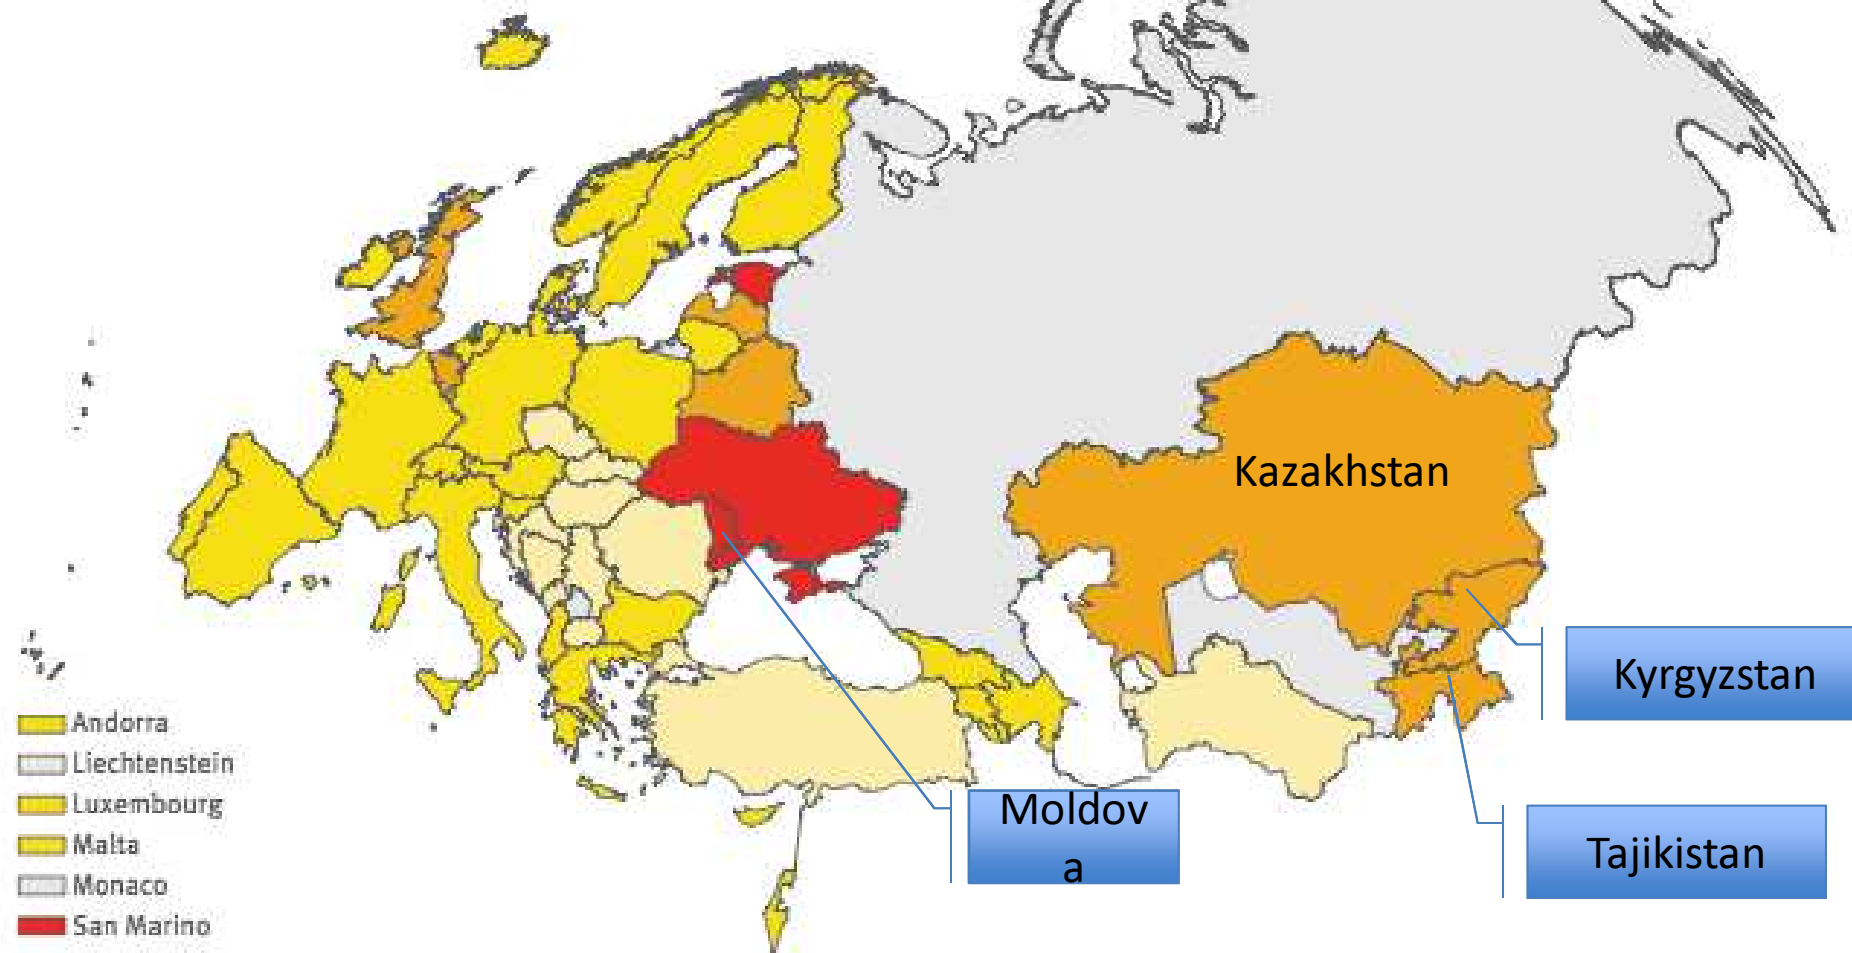 Kazakhstan
Kyrgyzstan
Andorra
Liechtenstein
Luxembourg
Malta
Monaco
San Marino
Moldov
a
Tajikistan